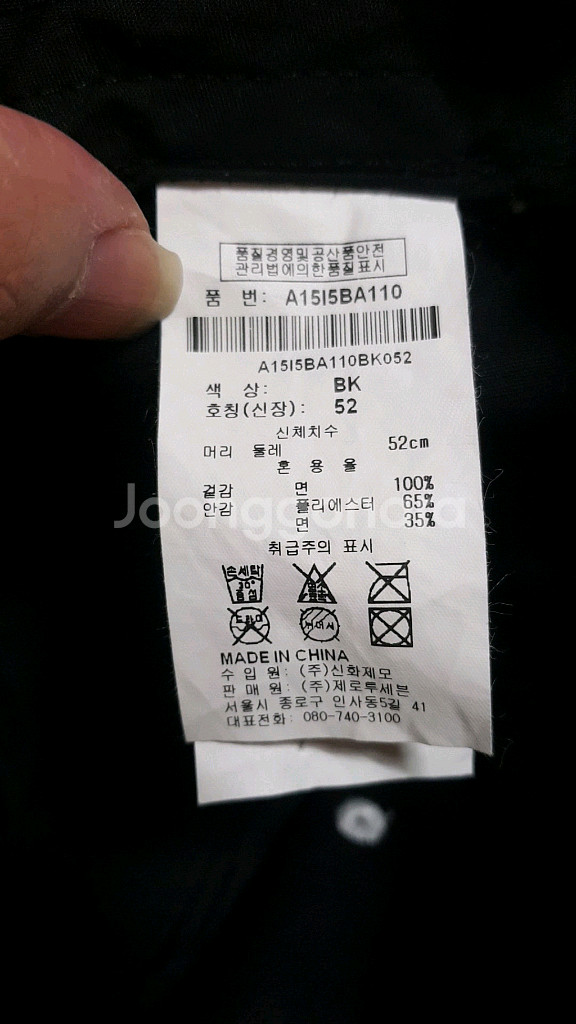 품질경영및공산품안전
관리법에의한품질표시
품 번: A15I5BA110
A15I5BA110BK052
색 상: BK
호칭(신장): 52
신체치수
머리 둘레 52cm
혼 용 율
겉감 면 100%
안감 폴리에스터 65%
면 35%
Joonggonara
취급주의 표시
손세탁
30°
중성
염소
표백
드라이
MADE IN CHINA
수 입 원: (주)신화제모
판 매 원: (주)제로투세븐
서울시 종로구 인사동5길 41
대표전화: 080-740-3100